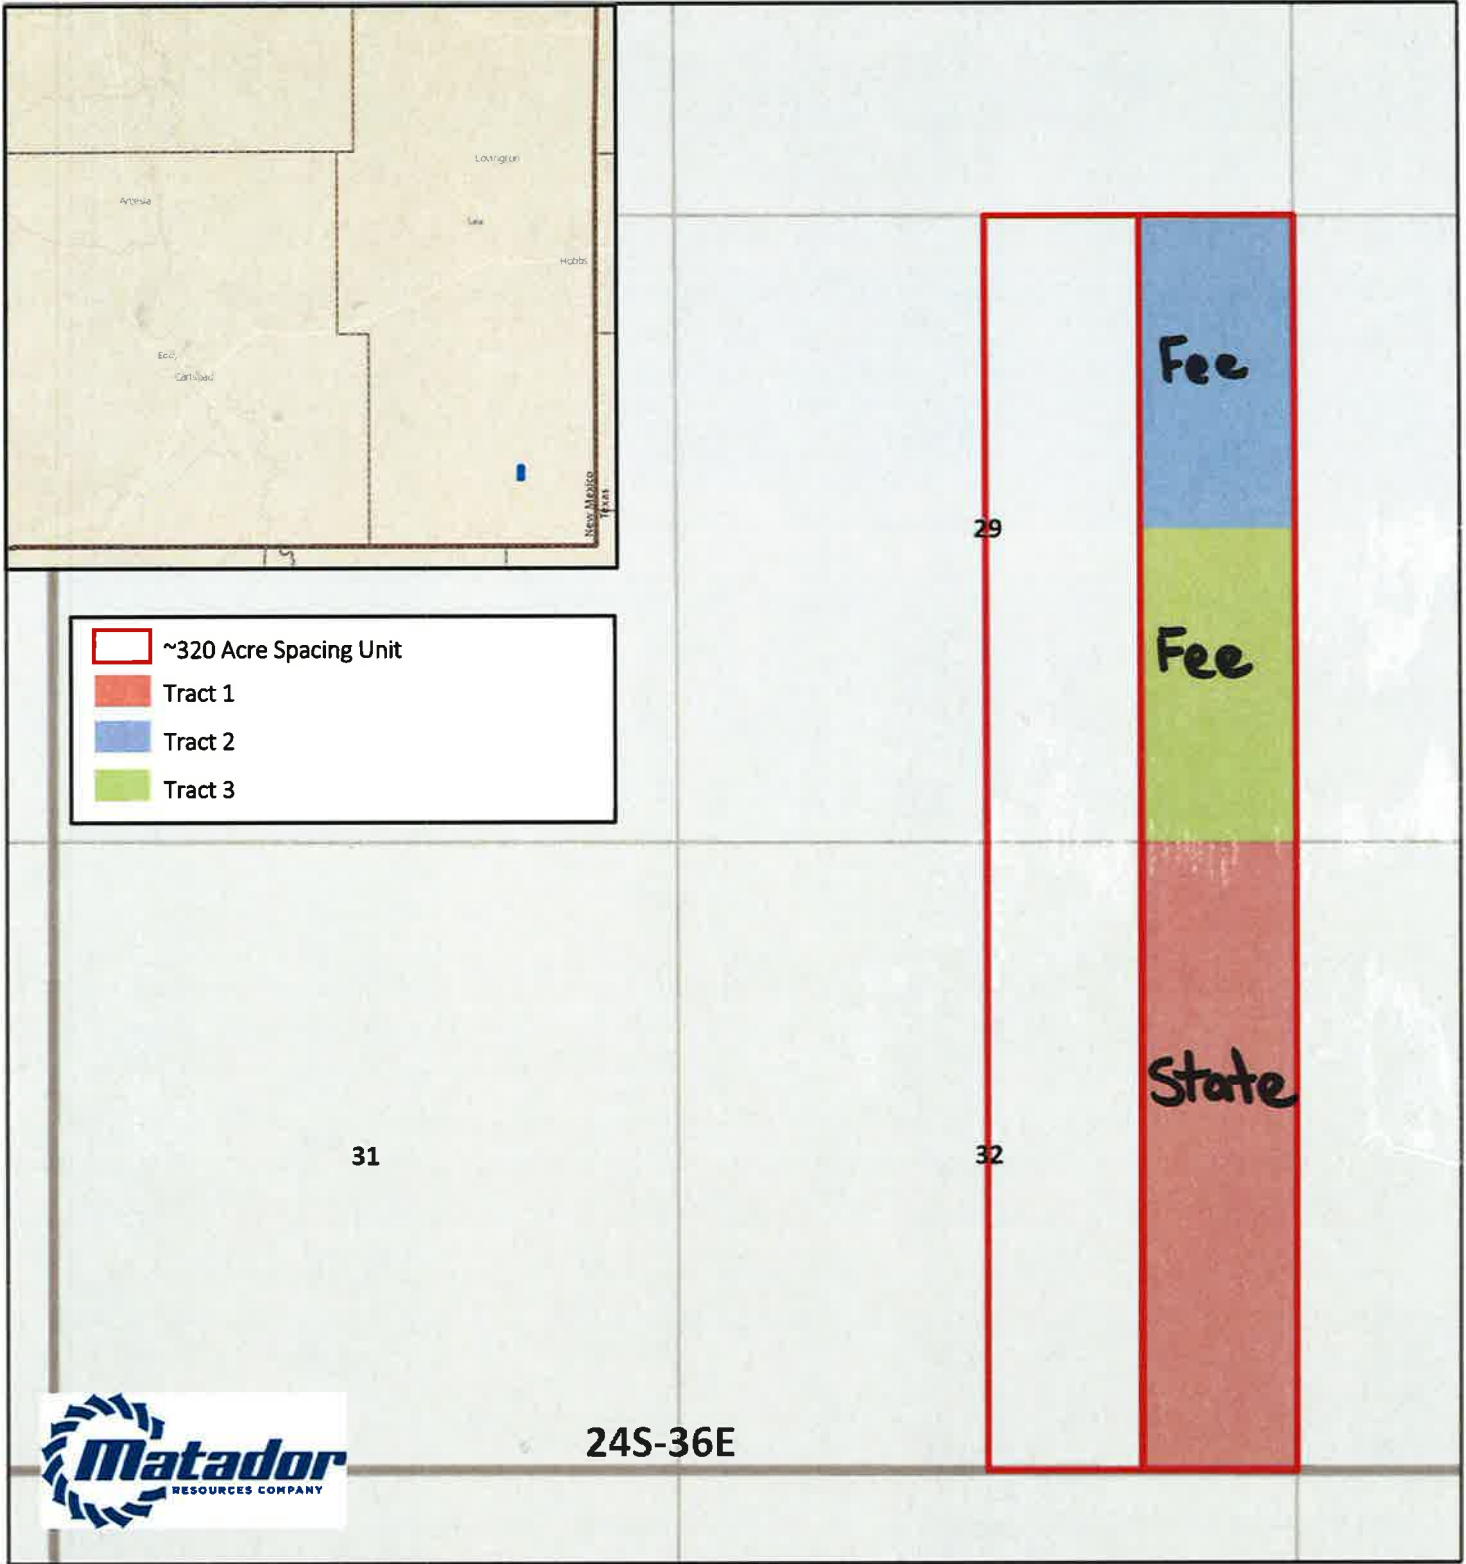 Lovington
Artesia
Lea
Hobbs
Carlsbad
New Mexico
Texas
~320 Acre Spacing Unit
Tract 1
Tract 2
Tract 3
Fee
29
Fee
State
31
32
24S-36E
Matador
RESOURCES COMPANY